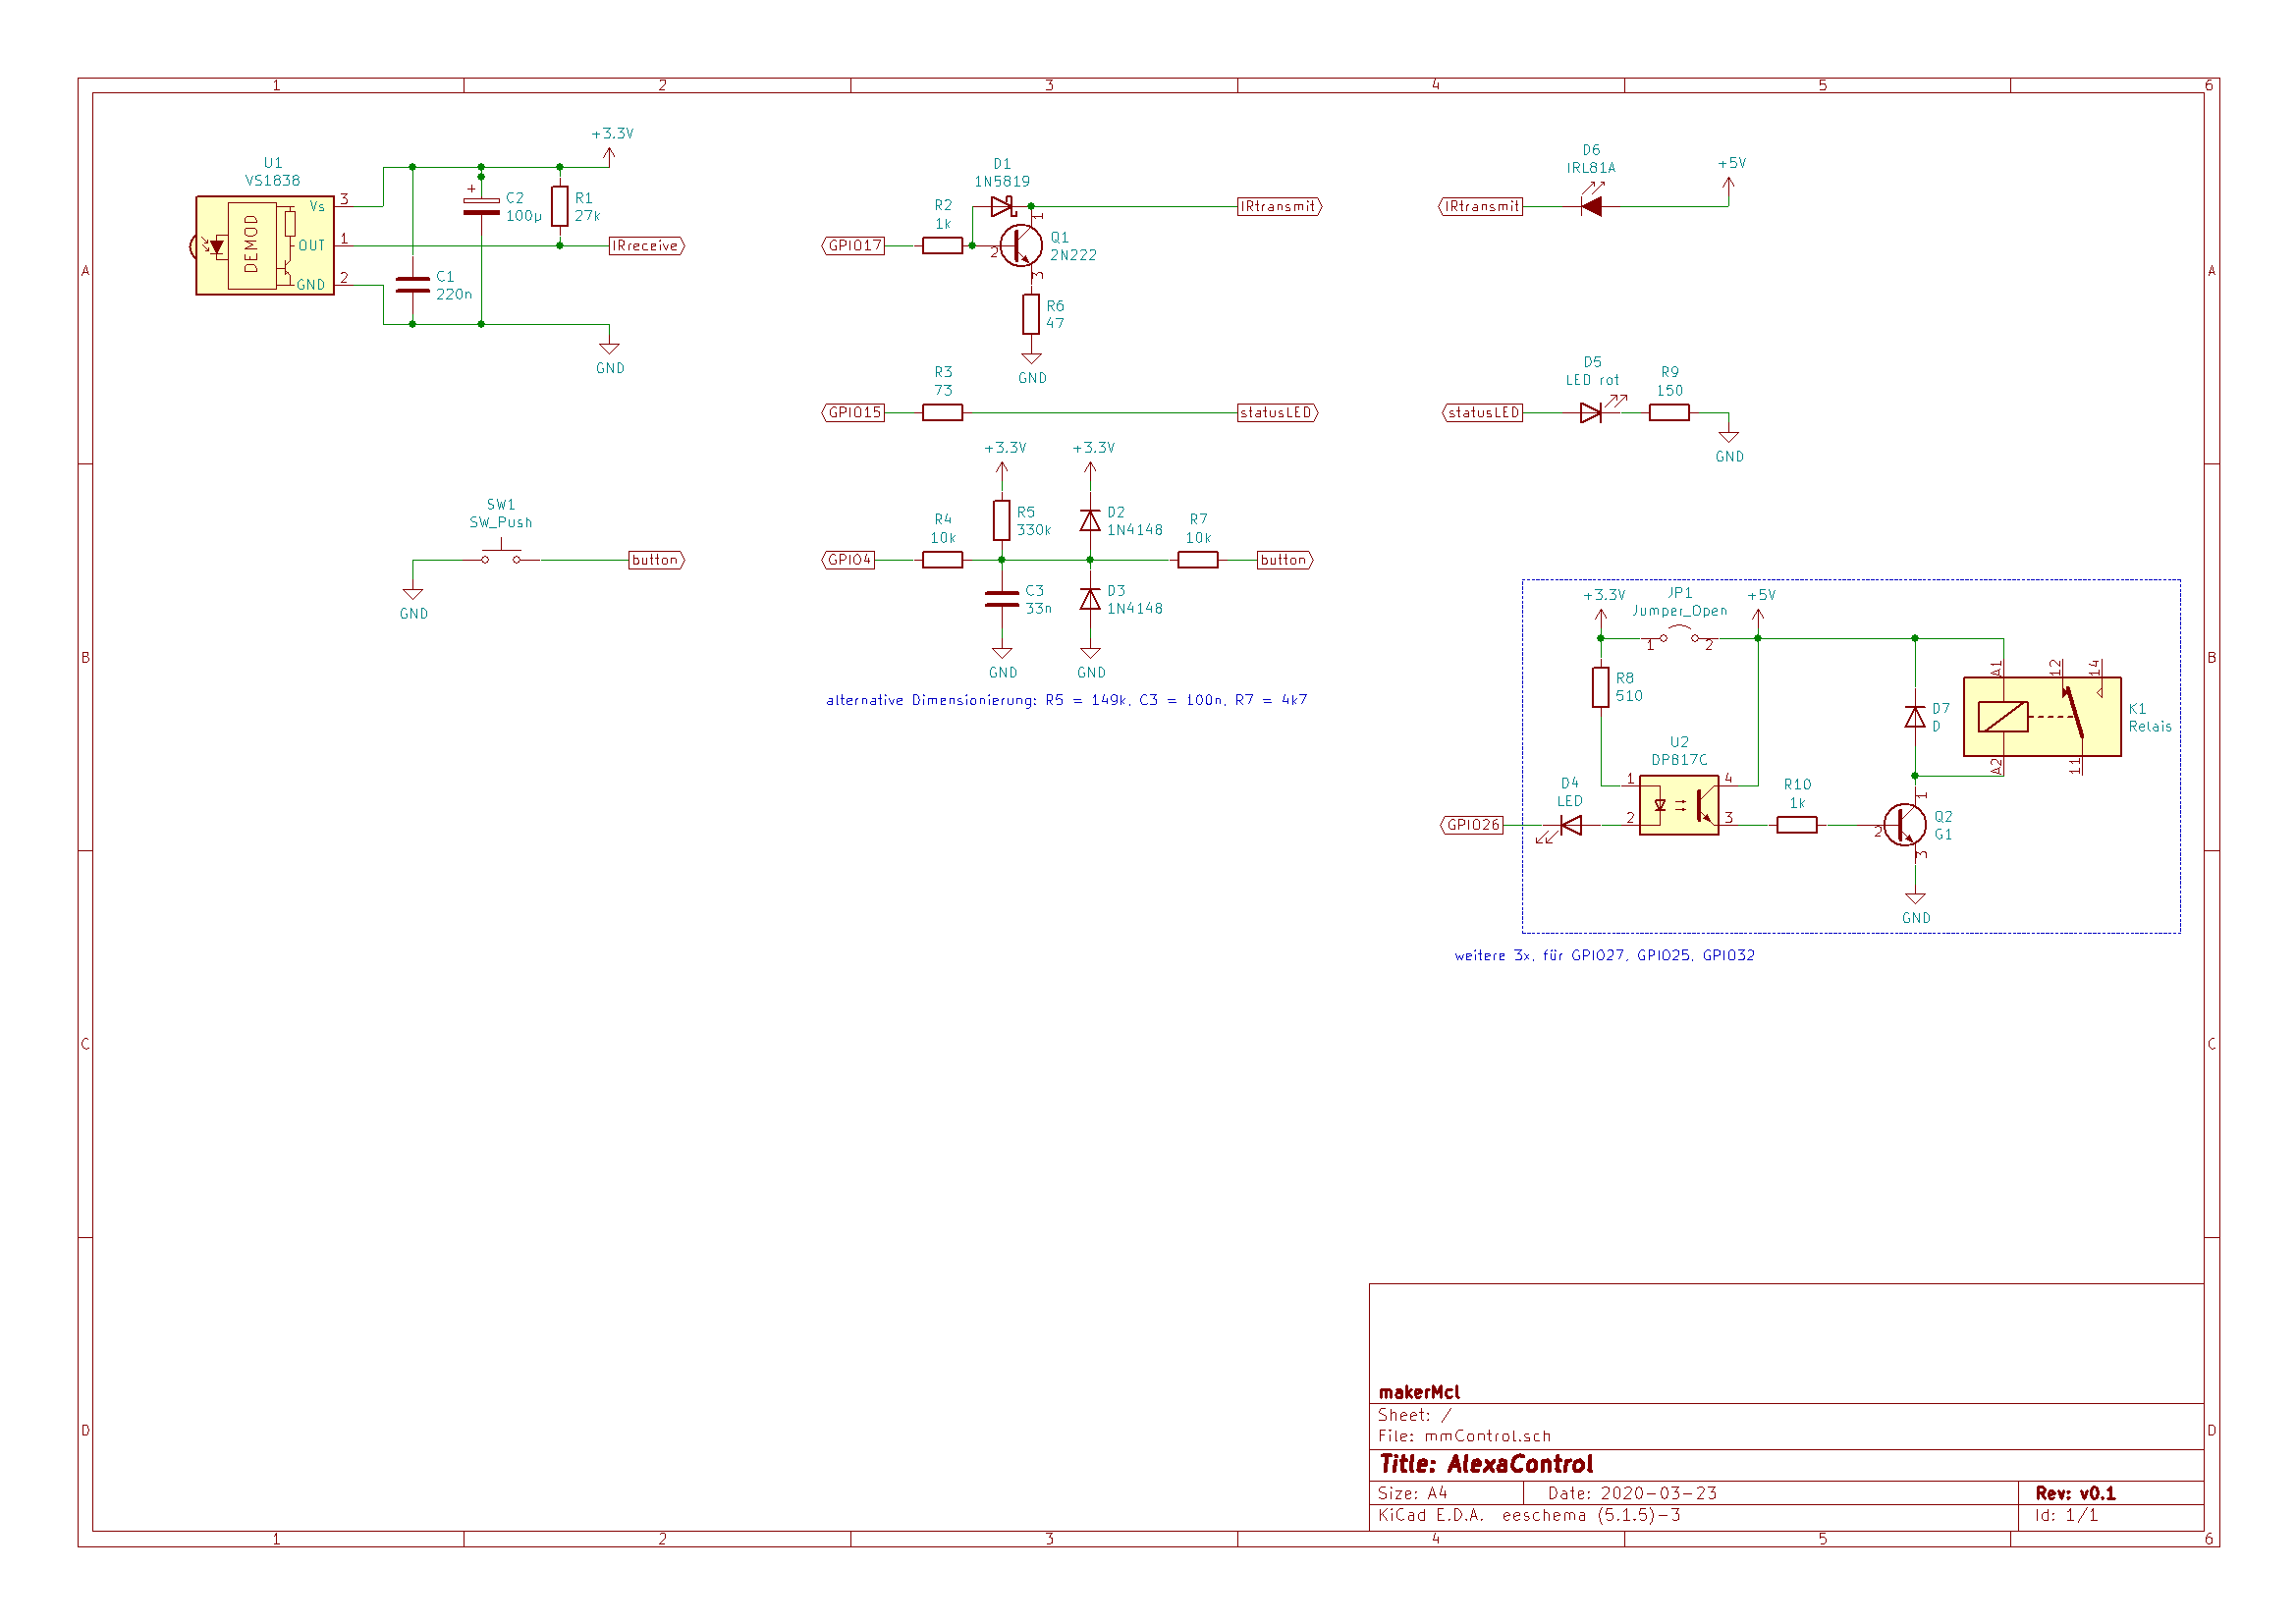 1 2 3 4 5 6
A
B
C
D
A
B
C
D
U1
VS1838
DEMOD
Vs
OUT
GND
3
1
2
+3.3V
+
C2
100µ
R1
27k
IRreceive
C1
220n
GND
D1
1N5819
R2
1k
GPIO17
1
2
3
Q1
2N222
R6
47
GND
IRtransmit
IRtransmit
D6
IRL81A
+5V
GPIO15
R3
73
statusLED
statusLED
D5
LED rot
R9
150
GND
SW1
SW_Push
button
GND
+3.3V
+3.3V
GPIO4
R4
10k
R5
330k
D2
1N4148
R7
10k
button
C3
33n
D3
1N4148
GND
GND
alternative Dimensionierung: R5 = 149k, C3 = 100n, R7 = 4k7
+3.3V
JP1
Jumper_Open
+5V
1
2
R8
510
U2
DP817C
1
2
4
3
D4
LED
GPIO26
R10
1k
D7
D
A1
12
14
A2
11
K1
Relais
1
2
3
Q2
G1
GND
weitere 3x, für GPIO27, GPIO25, GPIO32
makerMcl
Sheet: /
File: mmControl.sch
Title: AlexaControl
Size: A4 Date: 2020-03-23 Rev: v0.1
KiCad E.D.A. eeschema (5.1.5)-3 Id: 1/1
1 2 3 4 5 6